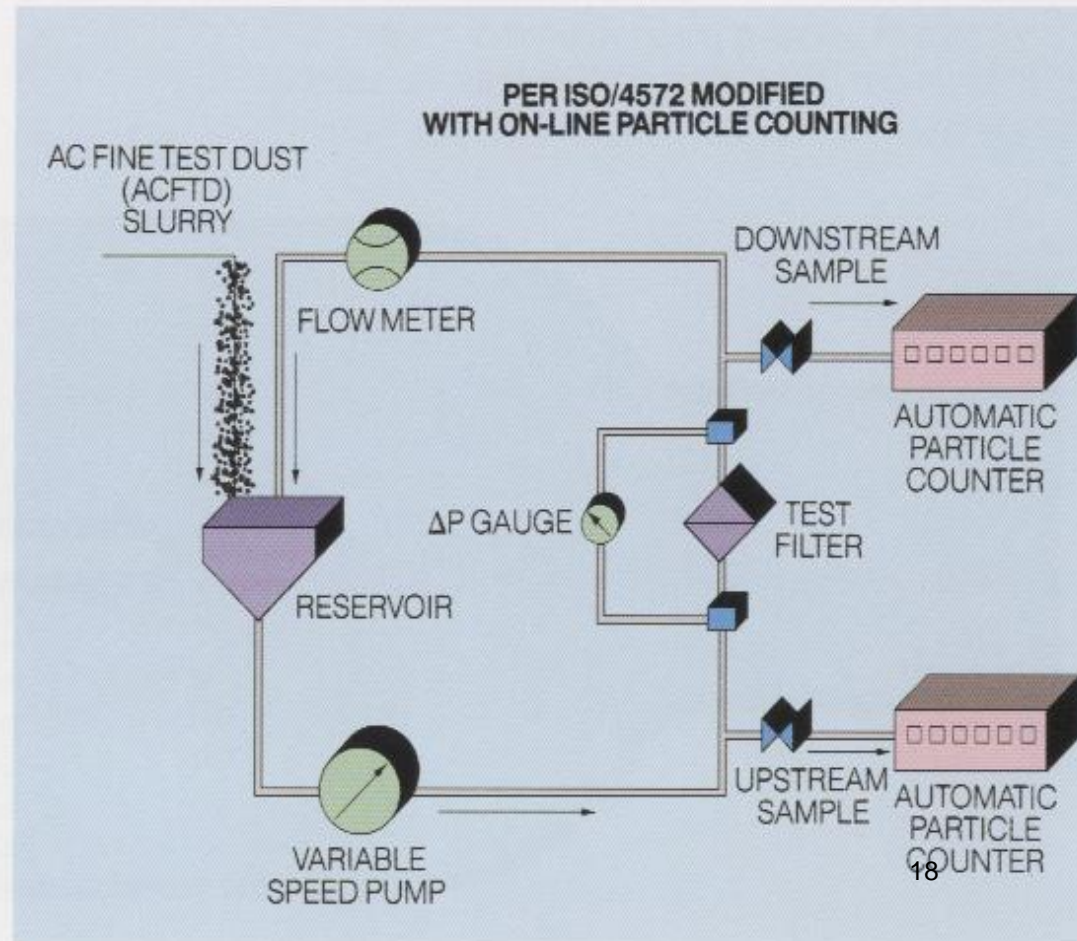 PER ISO/4572 MODIFIED
WITH ON-LINE PARTICLE COUNTING
AC FINE TEST DUST
(ACFTD)
SLURRY
FLOW METER
DOWNSTREAM
SAMPLE
AUTOMATIC
PARTICLE
COUNTER
ΔP GAUGE
TEST
FILTER
RESERVOIR
UPSTREAM
SAMPLE
AUTOMATIC
PARTICLE
COUNTER
18
VARIABLE
SPEED PUMP